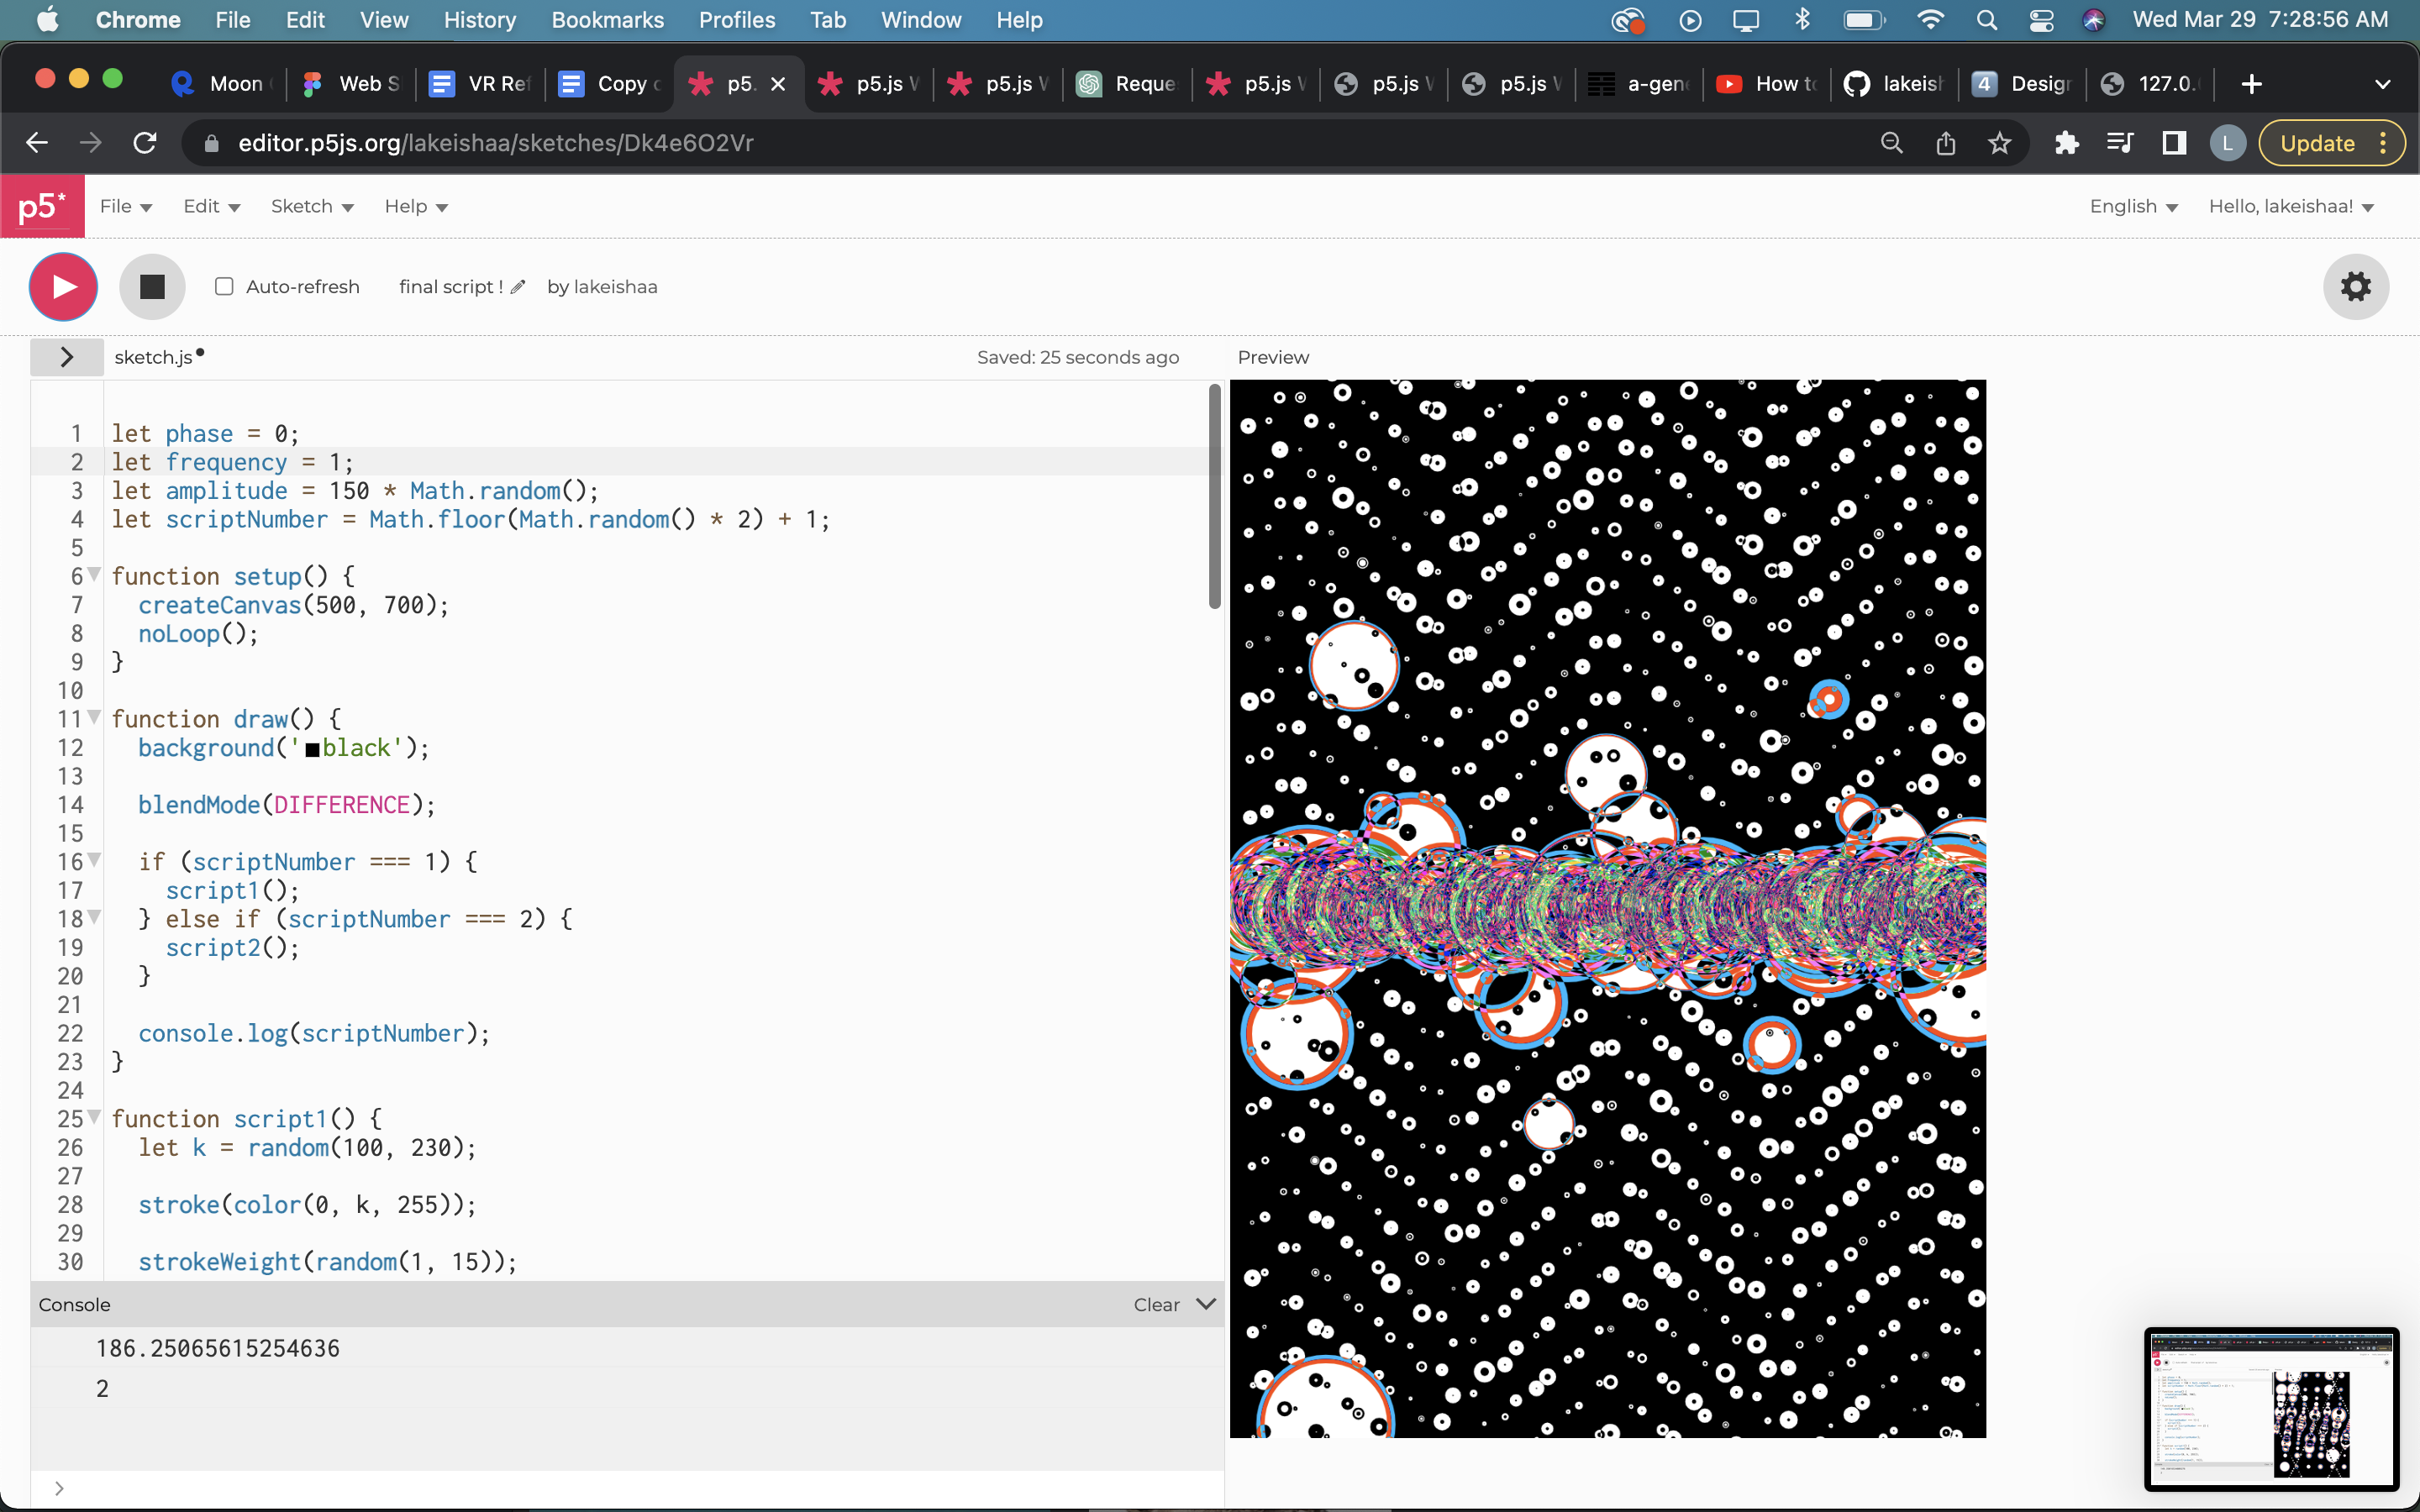 Chrome File Edit View History Bookmarks Profiles Tab Window Help Wed Mar 29 7:28:56 AM
Moon Web S VR Ref Copy p5. p5.js p5.js Reque p5.js p5.js p5.js a-gene How to lakeish 4 Design 127.0.
editor.p5js.org/lakeishaa/sketches/Dk4e6O2Vr L Update
p5* File Edit Sketch Help English Hello, lakeishaa!
Auto-refresh final script ! by lakeishaa
sketch.js Saved: 25 seconds ago Preview
1 let phase = 0;
2 let frequency = 1;
3 let amplitude = 150 * Math.random();
4 let scriptNumber = Math.floor(Math.random() * 2) + 1;
5
6 function setup() {
7 createCanvas(500, 700);
8 noLoop();
9 }
10
11 function draw() {
12 background('black');
13
14 blendMode(DIFFERENCE);
15
16 if (scriptNumber === 1) {
17 script1();
18 } else if (scriptNumber === 2) {
19 script2();
20 }
21
22 console.log(scriptNumber);
23 }
24
25 function script1() {
26 let k = random(100, 230);
27
28 stroke(color(0, k, 255));
29
30 strokeWeight(random(1, 15));
Console Clear
186.25065615254636
2
>